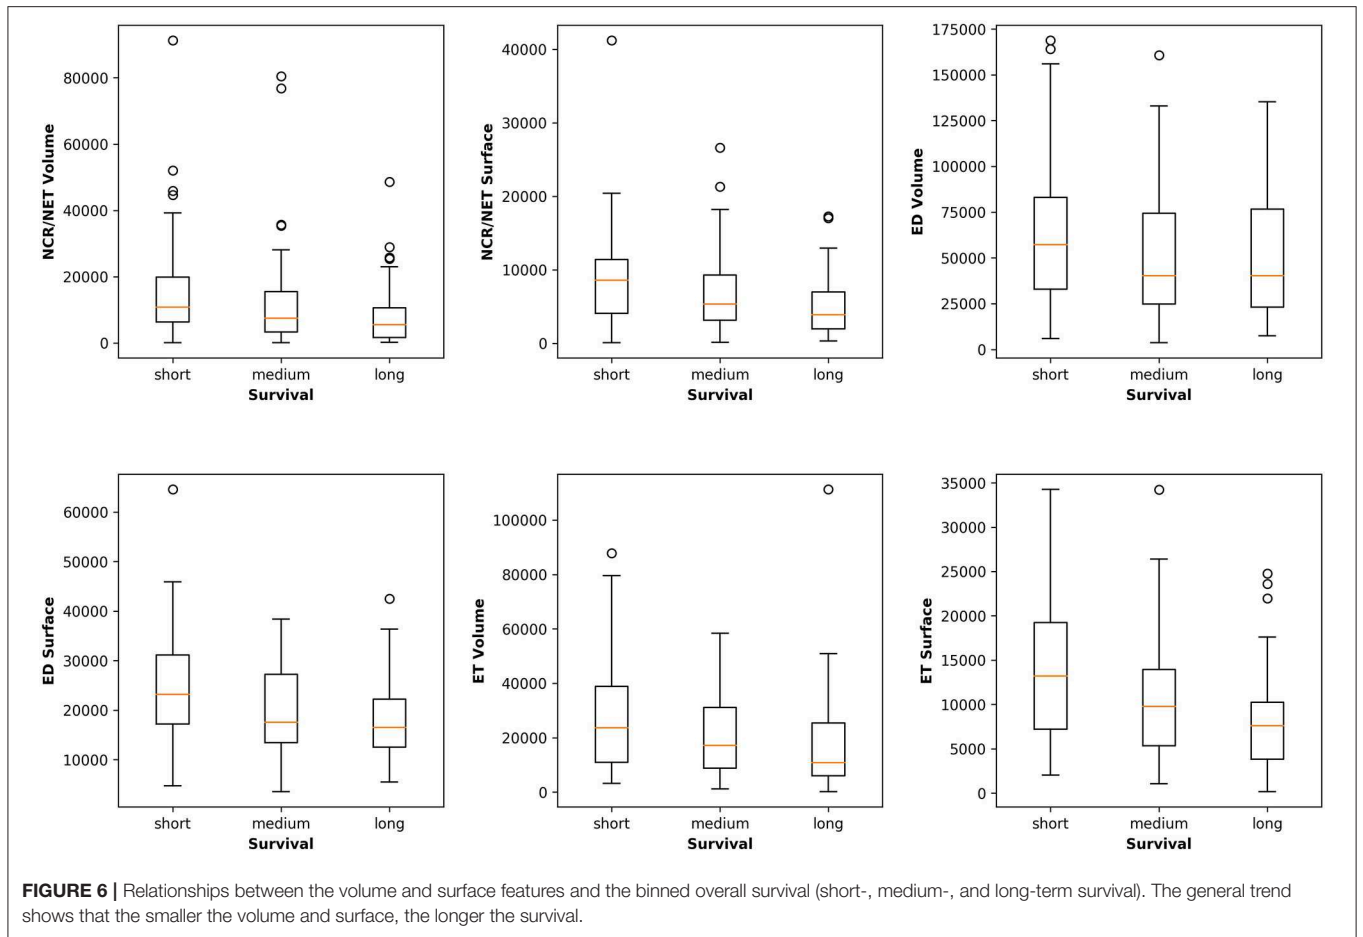 80000
60000
40000
20000
0
NCR/NET Volume
short medium long
Survival
40000
30000
20000
10000
0
NCR/NET Surface
short medium long
Survival
175000
150000
125000
100000
75000
50000
25000
0
ED Volume
short medium long
Survival
60000
50000
40000
30000
20000
10000
ED Surface
short medium long
Survival
100000
80000
60000
40000
20000
0
ET Volume
short medium long
Survival
35000
30000
25000
20000
15000
10000
5000
0
ET Surface
short medium long
Survival
FIGURE 6 | Relationships between the volume and surface features and the binned overall survival (short-, medium-, and long-term survival). The general trend
shows that the smaller the volume and surface, the longer the survival.